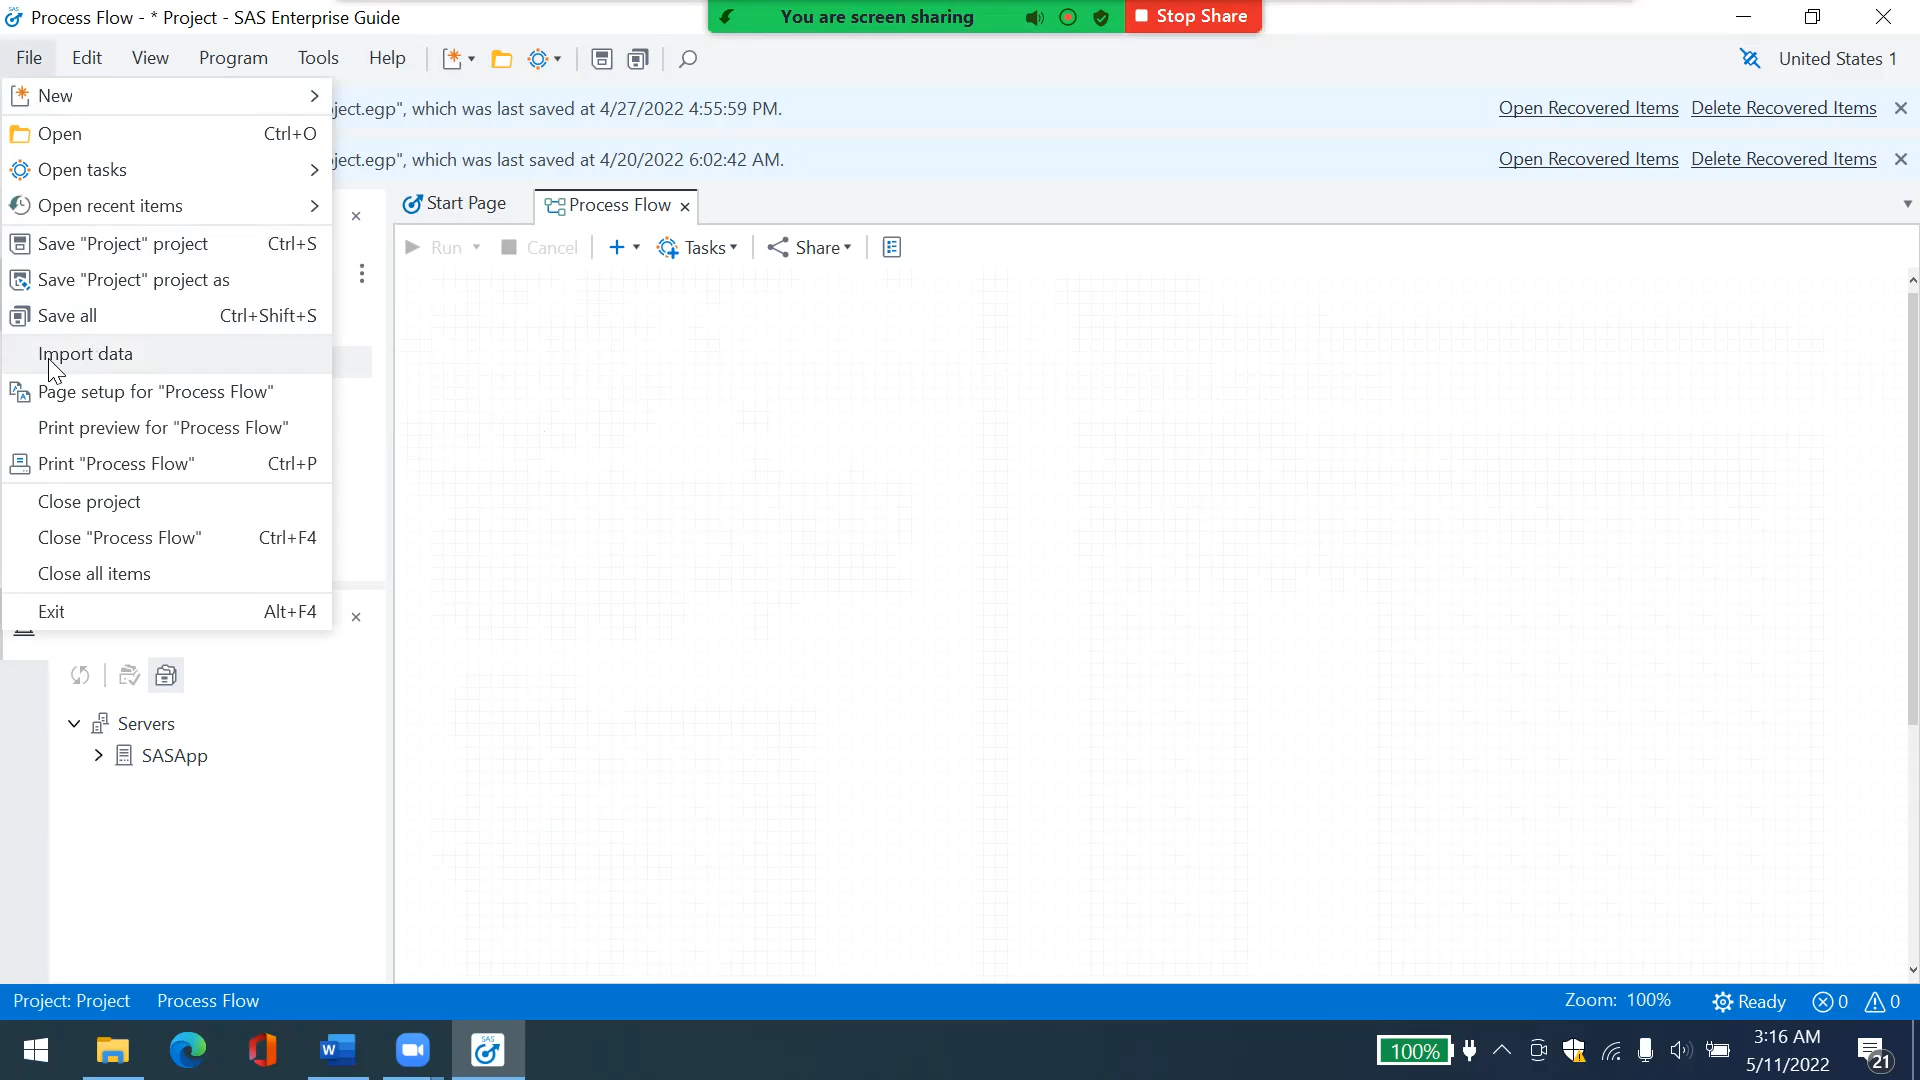 Process Flow - * Project - SAS Enterprise Guide
You are screen sharing
Stop Share
File Edit View Program Tools Help
United States 1
New
ject.egp", which was last saved at 4/27/2022 4:55:59 PM.
Open Recovered Items Delete Recovered Items
Open Ctrl+O
Open tasks
ject.egp", which was last saved at 4/20/2022 6:02:42 AM.
Open Recovered Items Delete Recovered Items
Open recent items
Start Page
Process Flow
Save "Project" project Ctrl+S
Run Cancel Tasks Share
Save "Project" project as
Save all Ctrl+Shift+S
Import data
Page setup for "Process Flow"
Print preview for "Process Flow"
Print "Process Flow" Ctrl+P
Close project
Close "Process Flow" Ctrl+F4
Close all items
Exit Alt+F4
Servers
SASApp
Project: Project Process Flow
Zoom: 100% Ready 0 0
100%
3:16 AM
5/11/2022
21